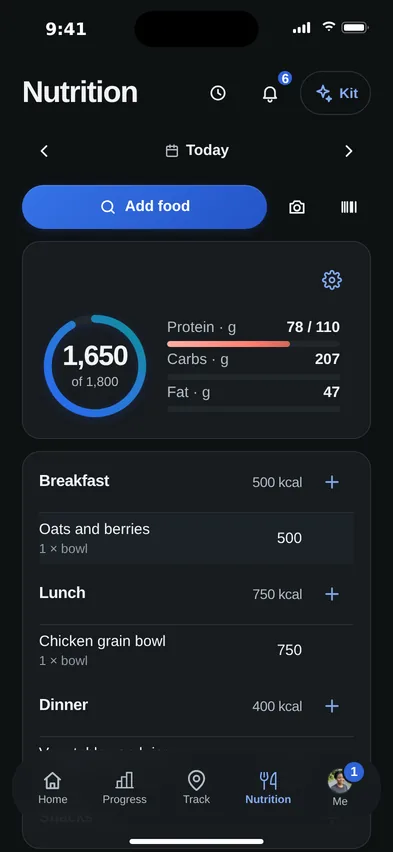 9:41
Nutrition
6
Kit
Today
Add food
Protein · g 78 / 110
1,650
of 1,800
Carbs · g 207
Fat · g 47
Breakfast 500 kcal
Oats and berries
1 × bowl
500
Lunch 750 kcal
Chicken grain bowl
1 × bowl
750
Dinner 400 kcal
Snacks
Home
Progress
Track
Nutrition
1
Me